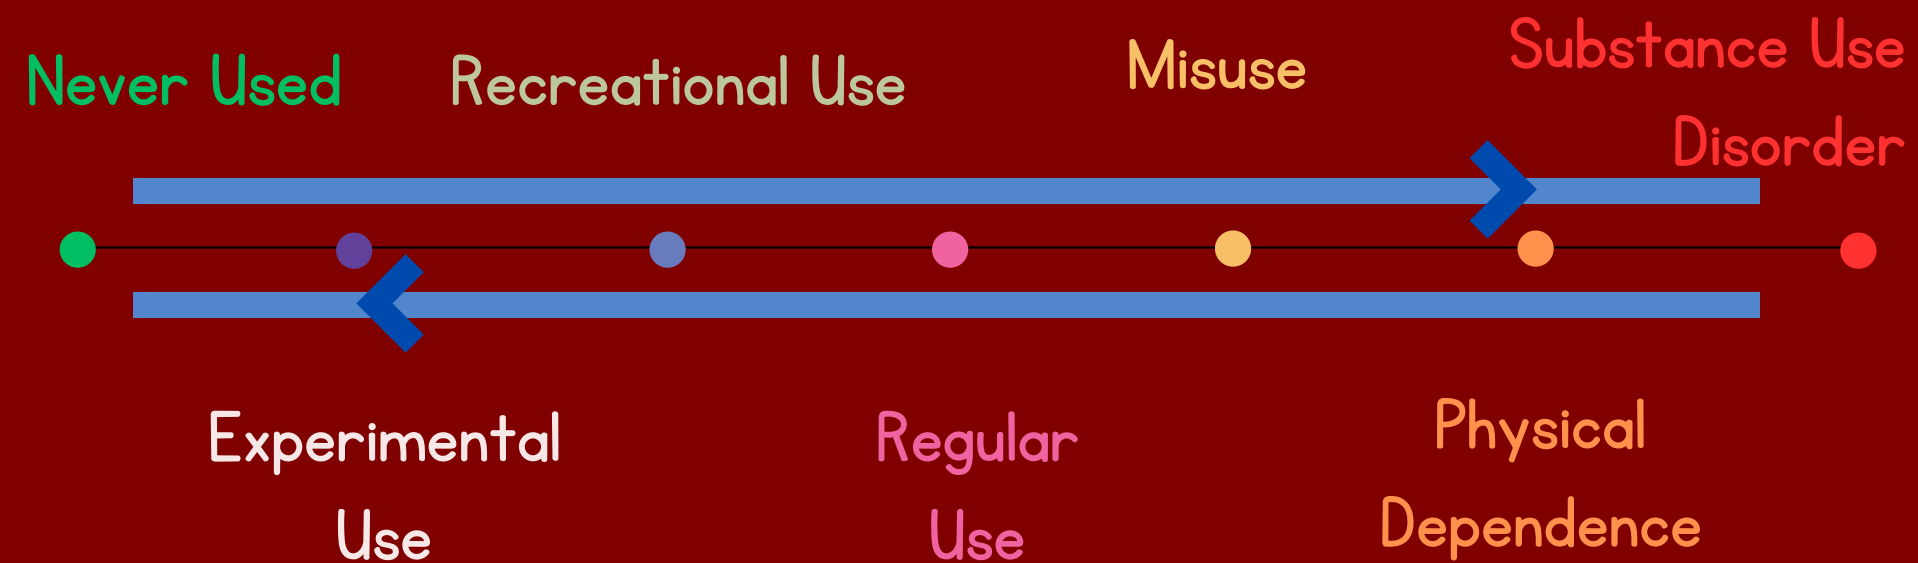 Never Used
Recreational Use
Misuse
Substance Use
Disorder
Experimental
Use
Regular
Use
Physical
Dependence